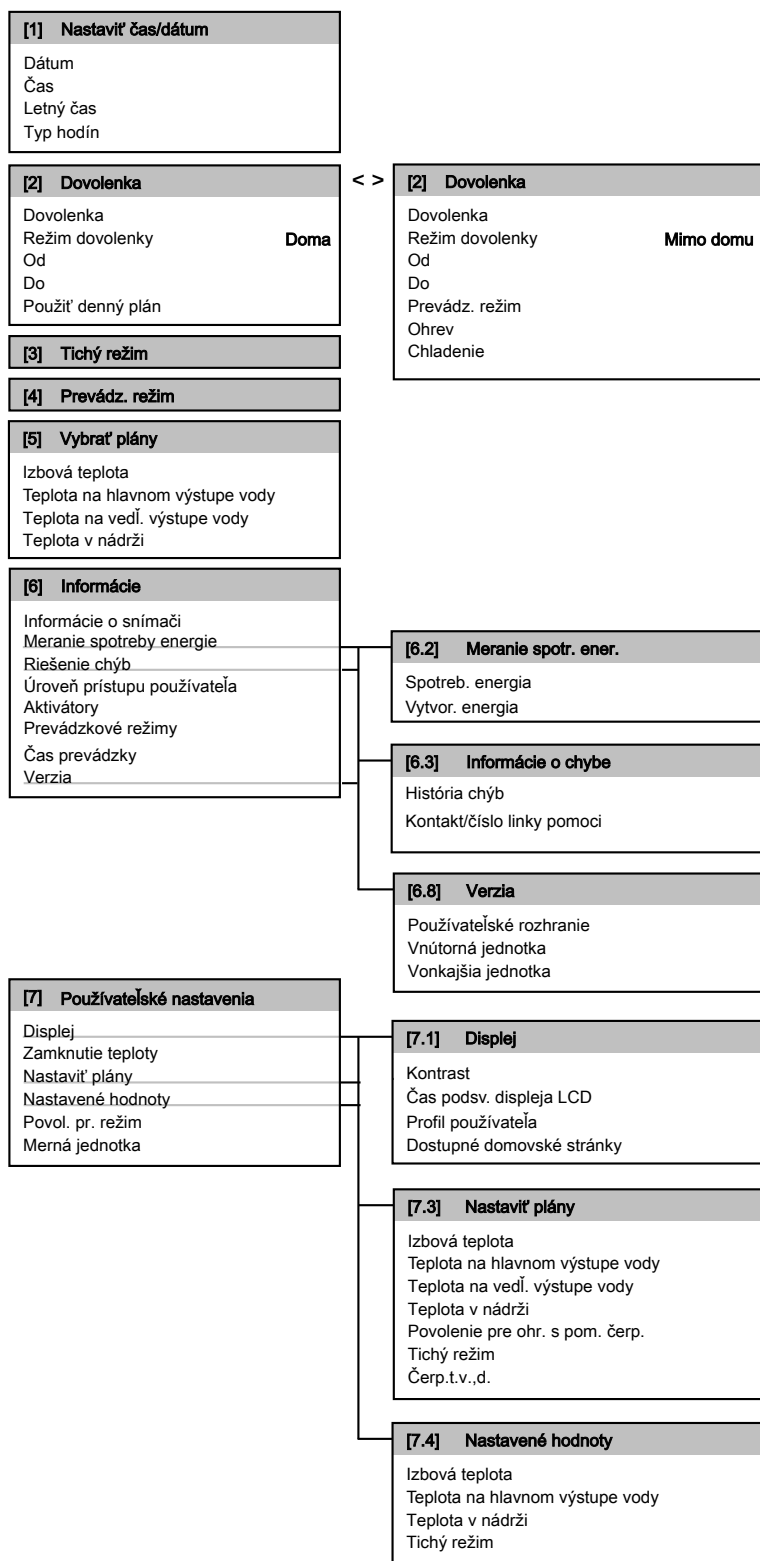 [1] Nastaviť čas/dátum
Dátum
Čas
Letný čas
Typ hodín
[2] Dovolenka
Dovolenka
Režim dovolenky Doma
Od
Do
Použiť denný plán
< >
[2] Dovolenka
Dovolenka
Režim dovolenky Mimo domu
Od
Do
Prevádz. režim
Ohrev
Chladenie
[3] Tichý režim
[4] Prevádz. režim
[5] Vybrať plány
Izbová teplota
Teplota na hlavnom výstupe vody
Teplota na vedľ. výstupe vody
Teplota v nádrži
[6] Informácie
Informácie o snímači
Meranie spotreby energie
Riešenie chýb
Úroveň prístupu používateľa
Aktivátory
Prevádzkové režimy
Čas prevádzky
Verzia
[6.2] Meranie spotr. ener.
Spotreb. energia
Vytvor. energia
[6.3] Informácie o chybe
História chýb
Kontakt/číslo linky pomoci
[6.8] Verzia
Používateľské rozhranie
Vnútorná jednotka
Vonkajšia jednotka
[7] Používateľské nastavenia
Displej
Zamknutie teploty
Nastaviť plány
Nastavené hodnoty
Povol. pr. režim
Merná jednotka
[7.1] Displej
Kontrast
Čas podsv. displeja LCD
Profil používateľa
Dostupné domovské stránky
[7.3] Nastaviť plány
Izbová teplota
Teplota na hlavnom výstupe vody
Teplota na vedľ. výstupe vody
Teplota v nádrži
Povolenie pre ohr. s pom. čerp.
Tichý režim
Čerp.t.v.,d.
[7.4] Nastavené hodnoty
Izbová teplota
Teplota na hlavnom výstupe vody
Teplota v nádrži
Tichý režim